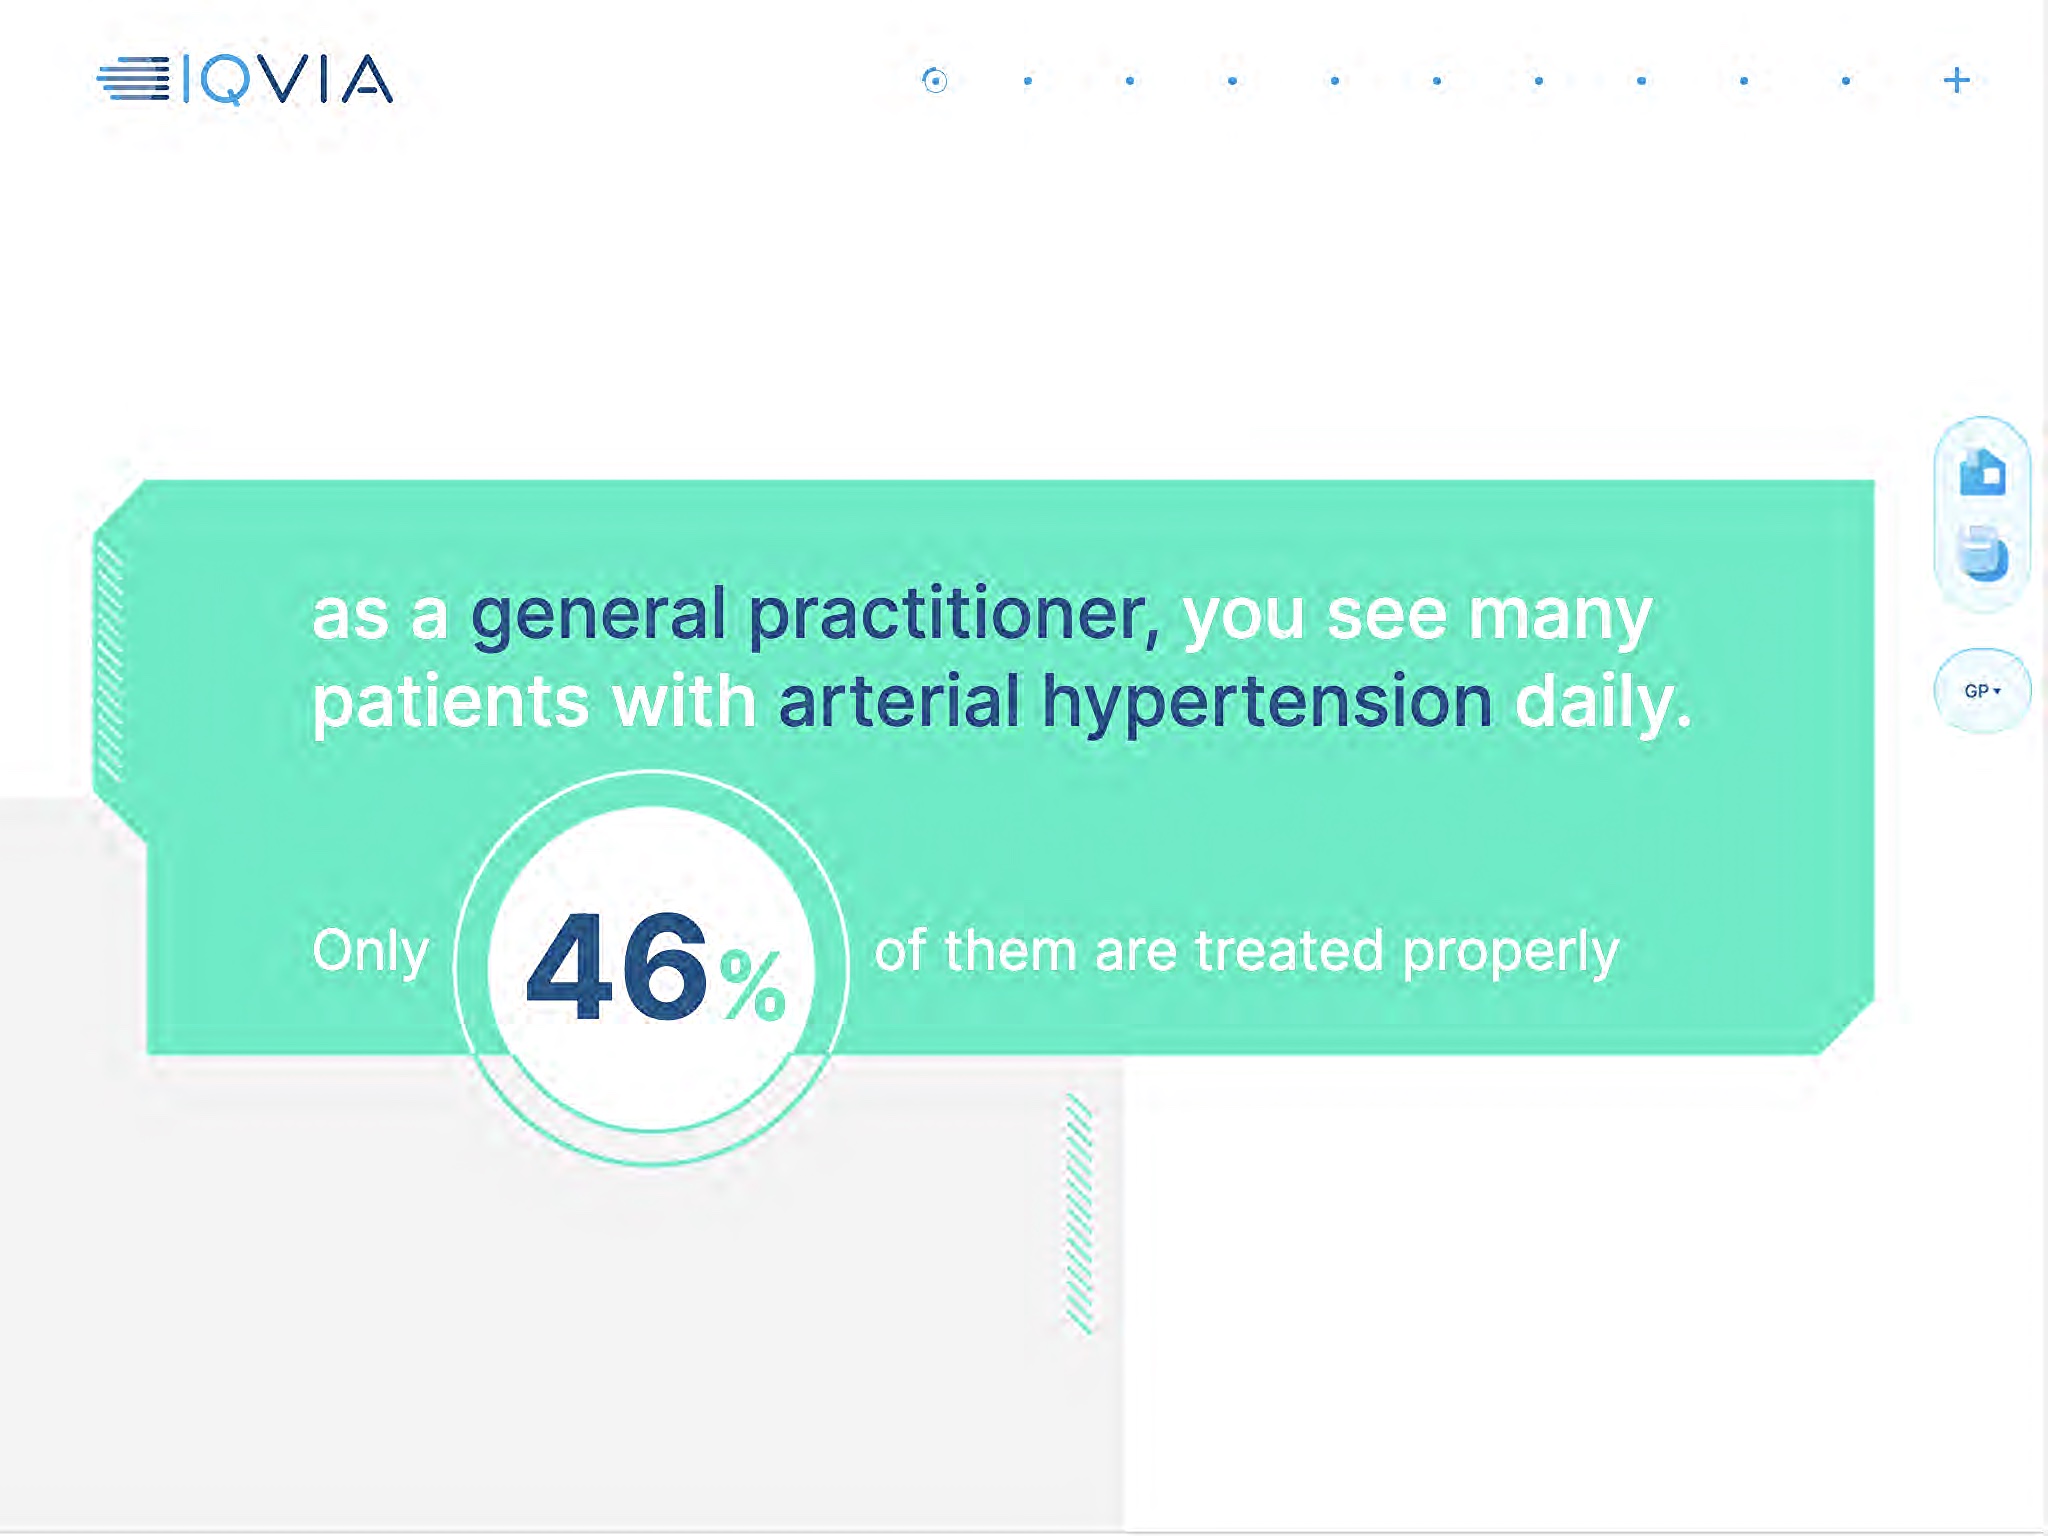 IQVIA
as a general practitioner, you see many
patients with arterial hypertension daily.
Only 46% of them are treated properly
GP